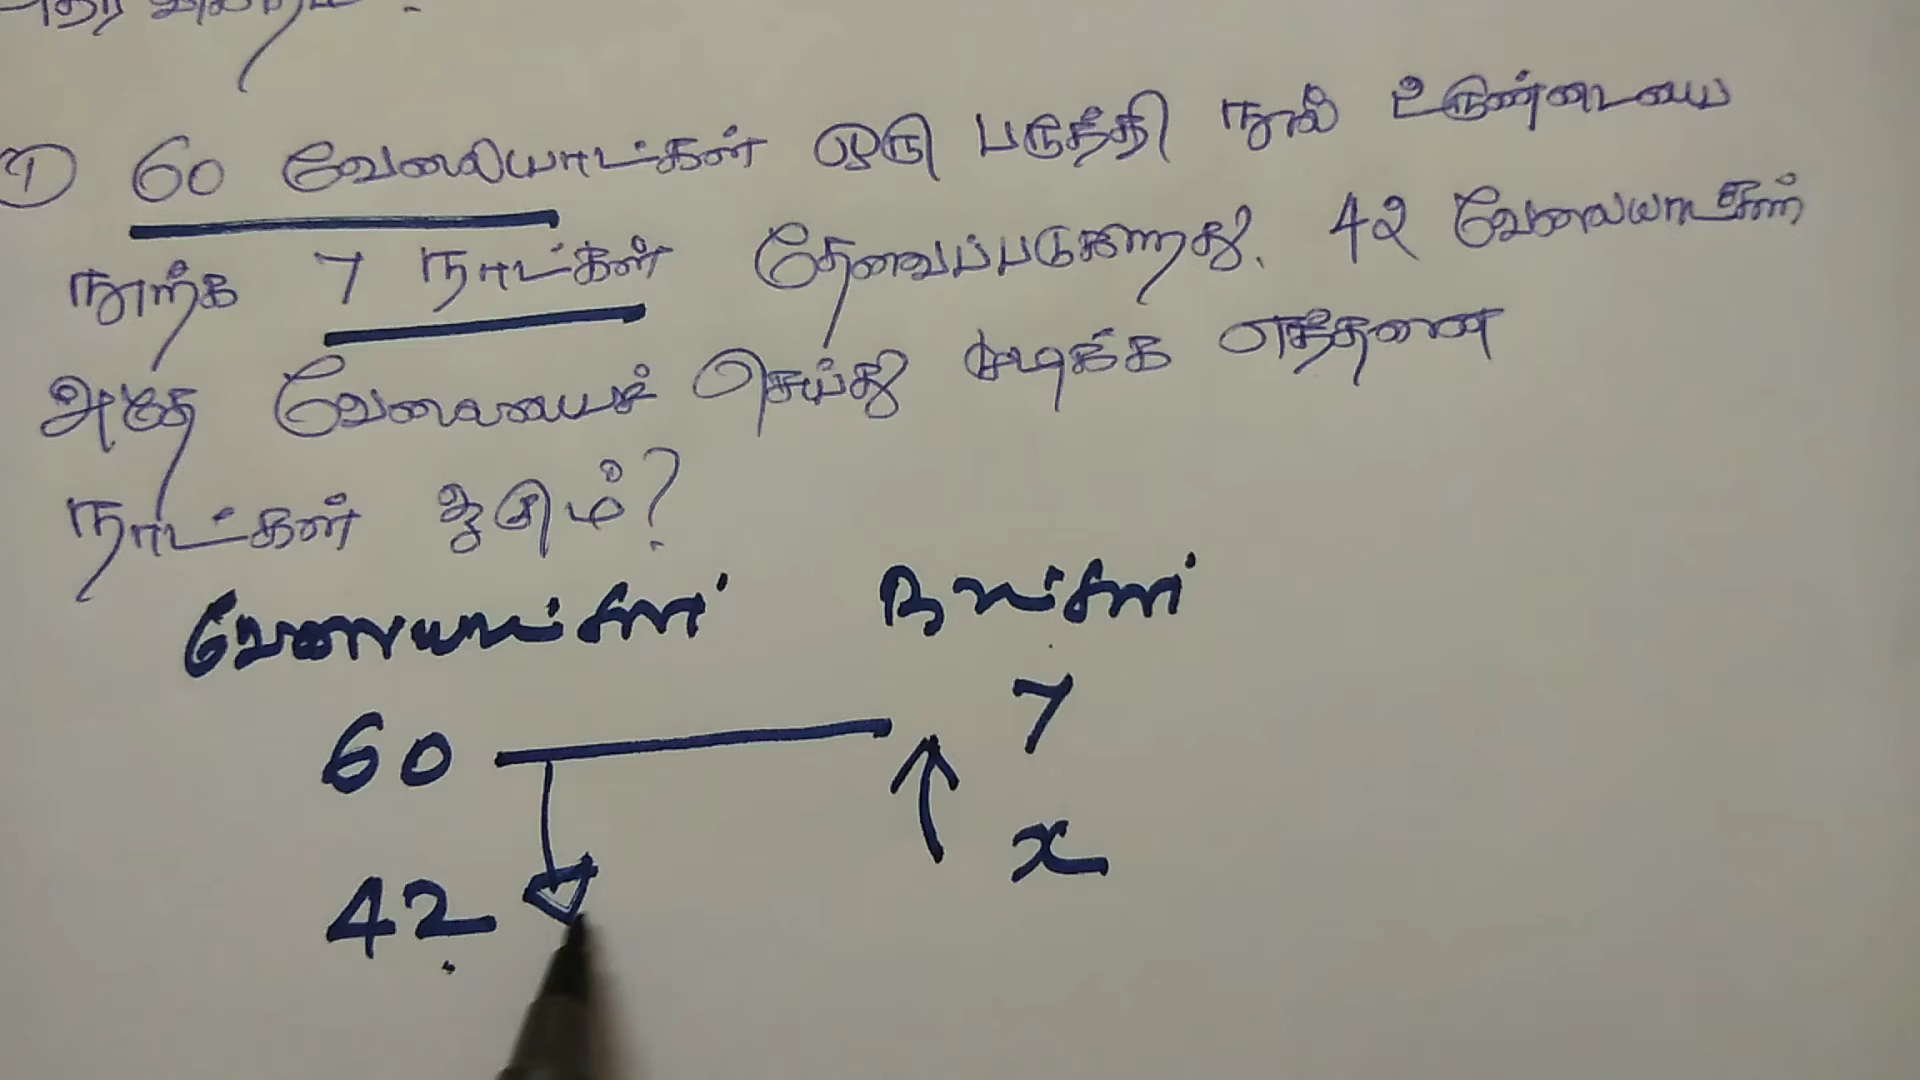 1) 60 வேலையாட்கள் ஒரு பருத்தி நூல் உருண்டையை
நூற்க 7 நாட்கள் தேவைப்படுகிறது. 42 வேலையாட்கள்
அதே வேலையைச் செய்து முடிக்க எத்தனை
நாட்கள் ஆகும்?
வேலையாட்கள் நாட்கள்
60 7
42 x